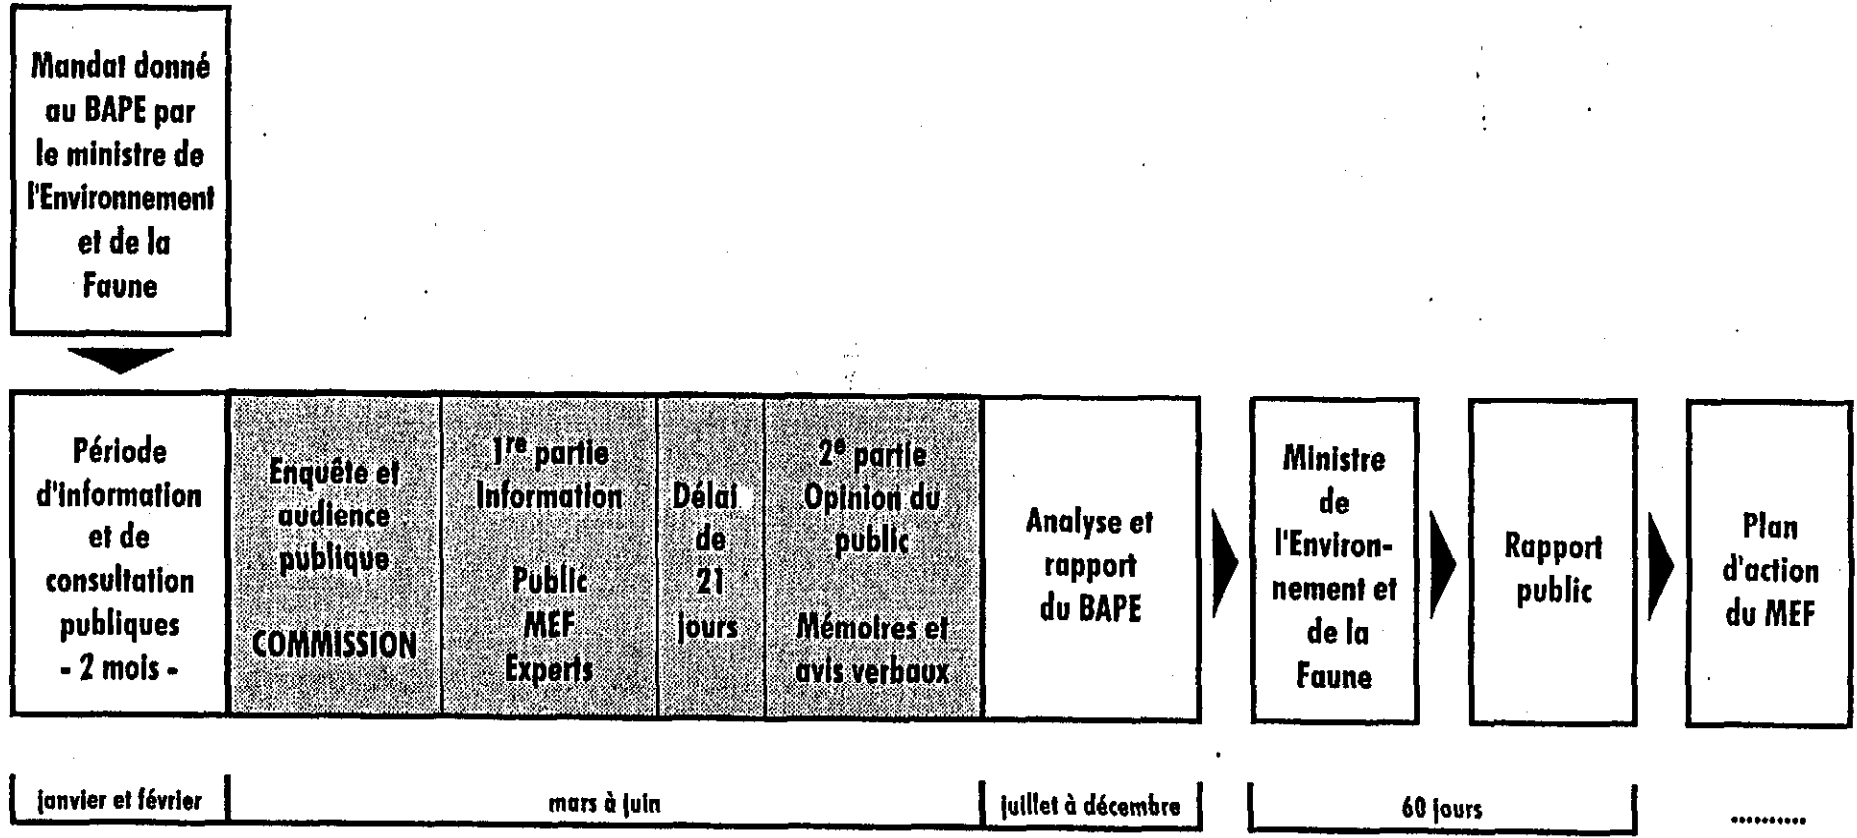 Mandat donné
au BAPE par
le ministre de
l'Environnement
et de la
Faune
Période
d'information
et de
consultation
publiques
- 2 mois -
Enquête et
audience
publique
COMMISSION
1re partie
Information
Public
MEF
Experts
Délai
de
21
jours
2e partie
Opinion du
public
Mémoires et
avis verbaux
Analyse et
rapport
du BAPE
Ministre
de
l'Environ-
nement et
de la
Faune
Rapport
public
Plan
d'action
du MEF
janvier et février
mars à juin
juillet à décembre
60 jours
..........